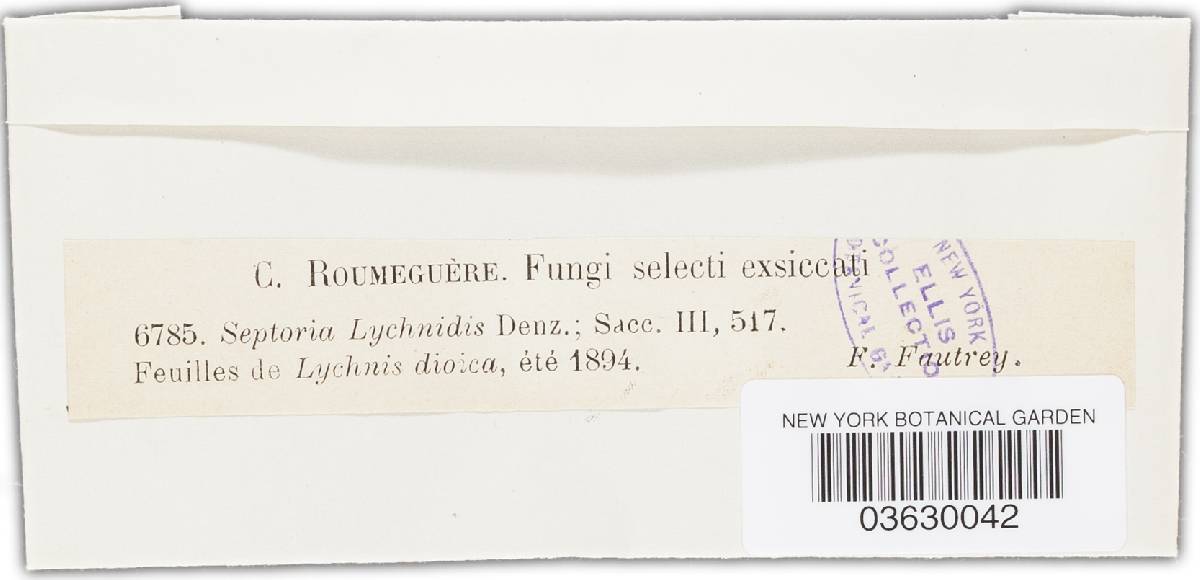 C. ROUMEGUÈRE. Fungi selecti exsiccati
6785. Septoria Lychnidis Denz.; Sacc. III, 517.
Feuilles de Lychnis dioica, été 1894.
F. Fautrey.
NEW YORK
ELLIS
COLLECTIO
NEW YORK BOTANICAL GARDEN
03630042